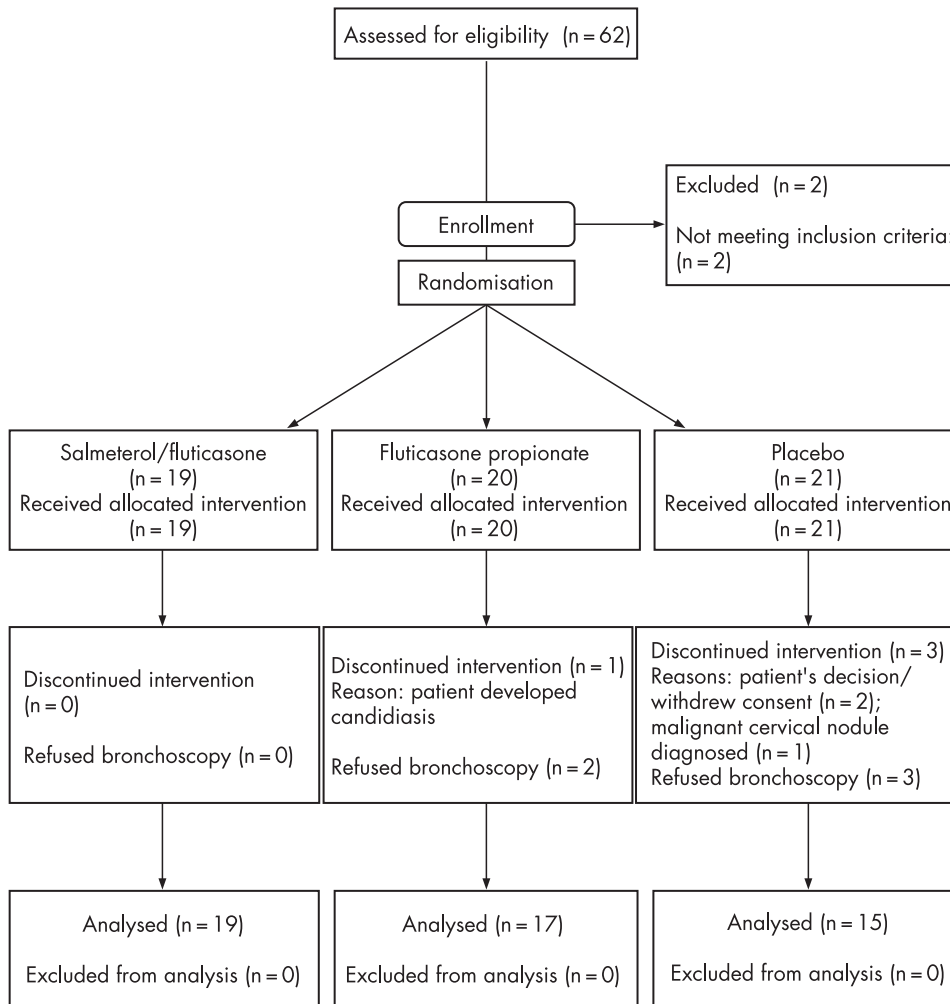 Assessed for eligibility (n = 62)
Excluded (n = 2)
Not meeting inclusion criteria:
(n = 2)
Enrollment
Randomisation
Salmeterol/fluticasone
(n = 19)
Received allocated intervention
(n = 19)
Fluticasone propionate
(n = 20)
Received allocated intervention
(n = 20)
Placebo
(n = 21)
Received allocated intervention
(n = 21)
Discontinued intervention
(n = 0)
Refused bronchoscopy (n = 0)
Discontinued intervention (n = 1)
Reason: patient developed
candidiasis
Refused bronchoscopy (n = 2)
Discontinued intervention (n = 3)
Reasons: patient's decision/
withdrew consent (n = 2);
malignant cervical nodule
diagnosed (n = 1)
Refused bronchoscopy (n = 3)
Analysed (n = 19)
Excluded from analysis (n = 0)
Analysed (n = 17)
Excluded from analysis (n = 0)
Analysed (n = 15)
Excluded from analysis (n = 0)